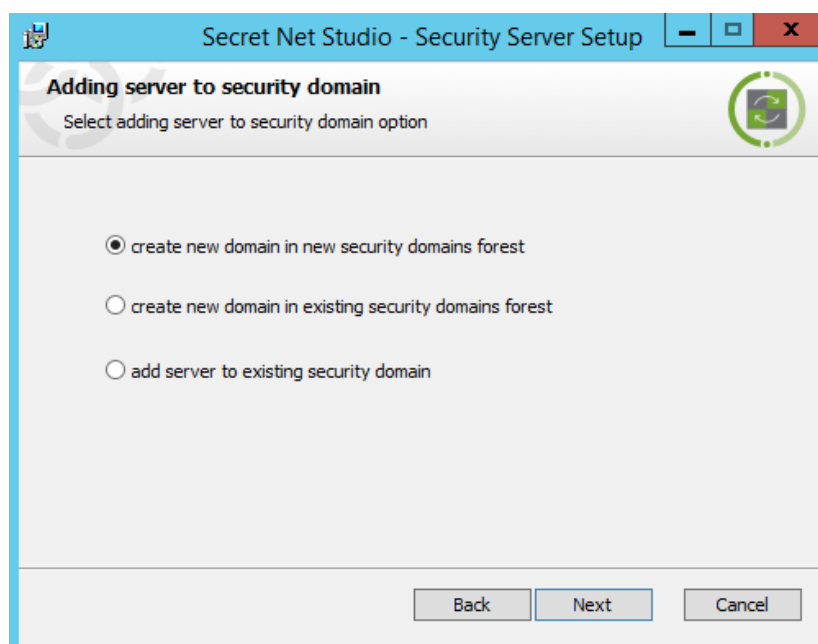 Secret Net Studio - Security Server Setup
Adding server to security domain
Select adding server to security domain option
create new domain in new security domains forest
create new domain in existing security domains forest
add server to existing security domain
Back Next Cancel